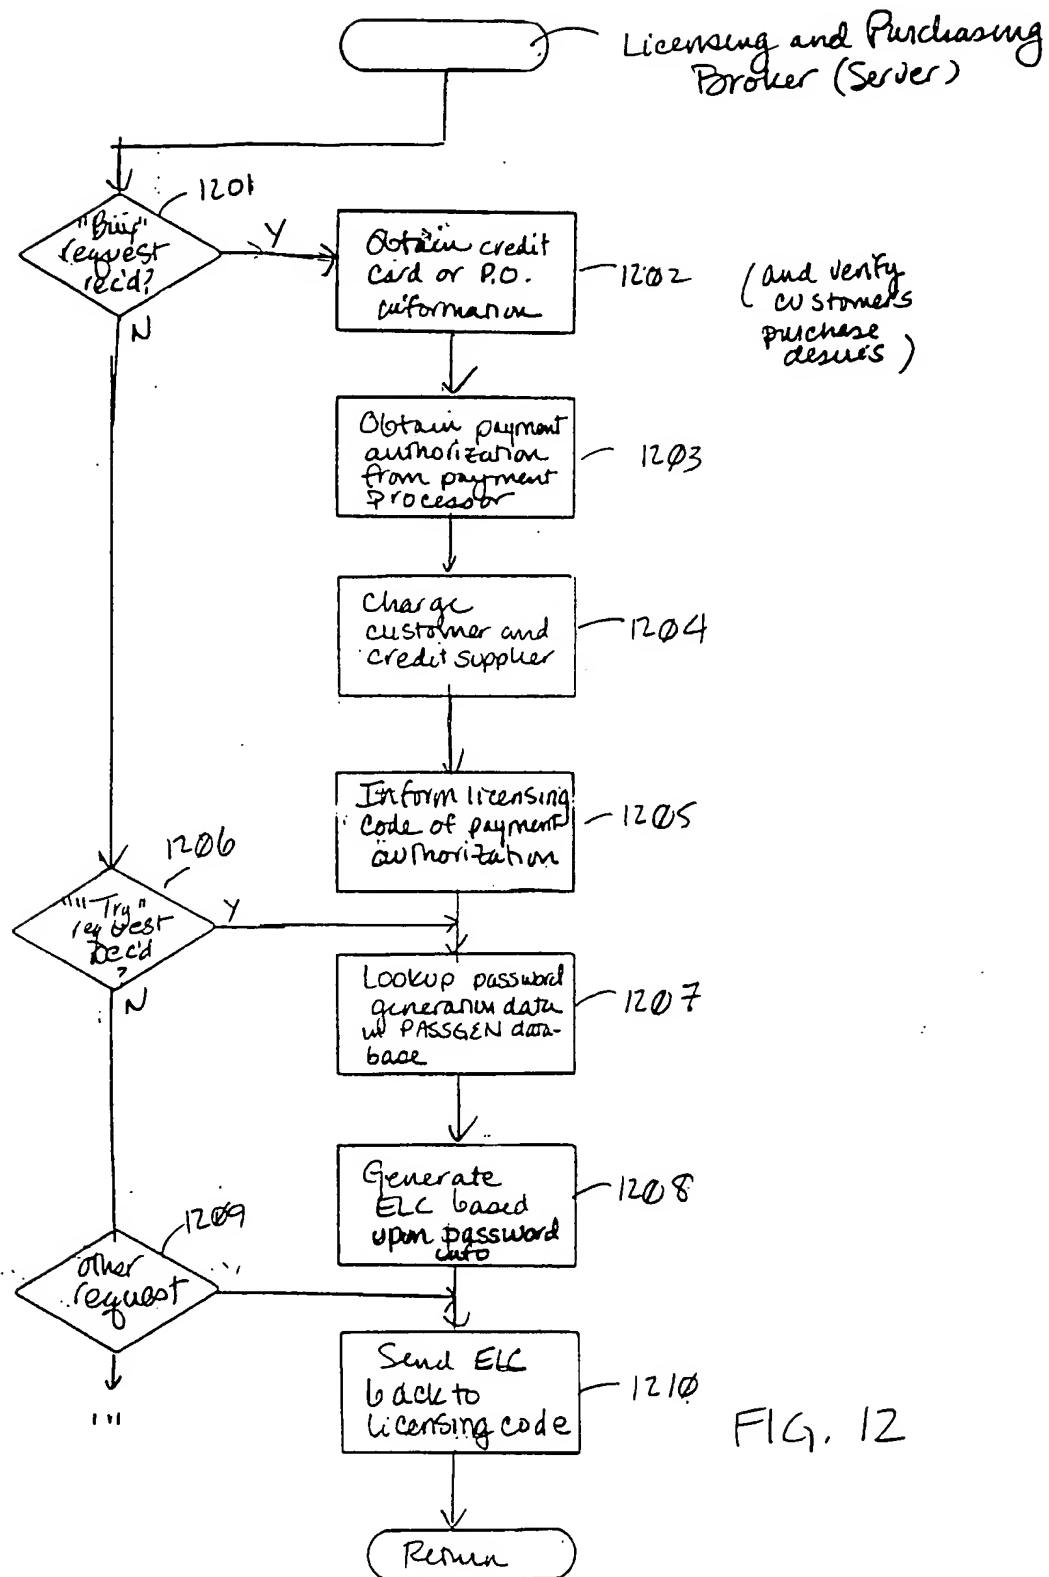 Licensing and Purchasing
Broker (Server)
1201
"Buy"
request
rec'd?
Y
N
Obtain credit
card or P.O.
information
1202
(and verify
customers
purchase
desires)
Obtain payment
authorization
from payment
processor
1203
Charge
customer and
credit supplier
1204
Inform licensing
code of payment
authorization
1205
1206
"Try"
request
Rec'd
?
Y
N
Lookup password
generation data
in PASSGEN data-
base
1207
Generate
ELC based
upon password
info
1208
1209
other
request
...
Send ELC
back to
licensing code
1210
Return
FIG. 12